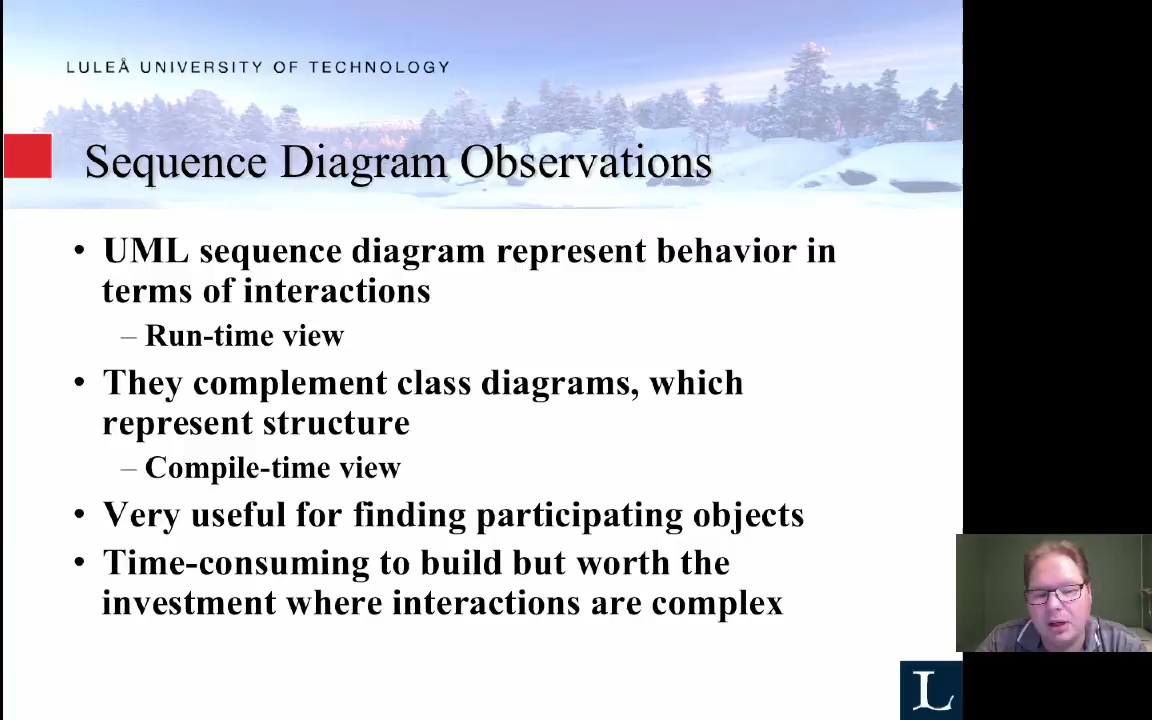 LULEÅ UNIVERSITY OF TECHNOLOGY
Sequence Diagram Observations
• UML sequence diagram represent behavior in
terms of interactions
– Run-time view
• They complement class diagrams, which
represent structure
– Compile-time view
• Very useful for finding participating objects
• Time-consuming to build but worth the
investment where interactions are complex
L